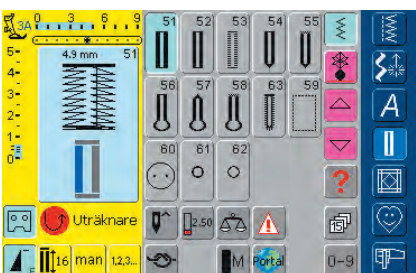 3A
0 3 6 9
5-
4-
3-
2-
1-
0
4.9 mm 51
51 52 53 54 55
56 57 58 63 59
60 61 62
A
?
Uträknare
2.50
!
15
16 man 1,2,3...
M Portal 0-9